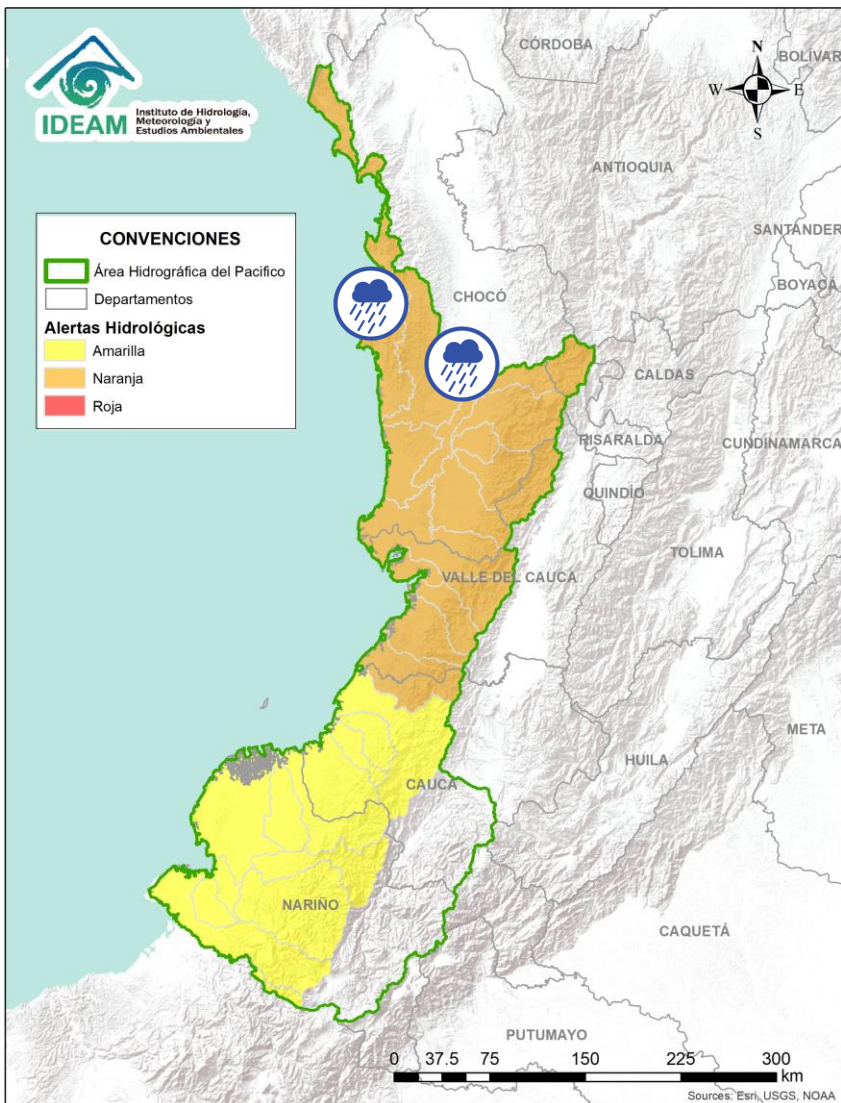 IDEAM
Instituto de Hidrología,
Meteorología y
Estudios Ambientales
CÓRDOBA
BOLÍVAR
N
W
E
S
ANTIOQUIA
SANTANDER
BOYACÁ
CONVENCIONES
Área Hidrográfica del Pacifico
Departamentos
Alertas Hidrológicas
Amarilla
Naranja
Roja
CHOCÓ
CALDAS
RISARALDA
CUNDINAMARCA
QUINDÍO
TOLIMA
VALLE DEL CAUCA
META
HUILA
CAUCA
NARIÑO
CAQUETÁ
PUTUMAYO
0 37.5 75 150 225 300
km
Sources: Esri, USGS, NOAA